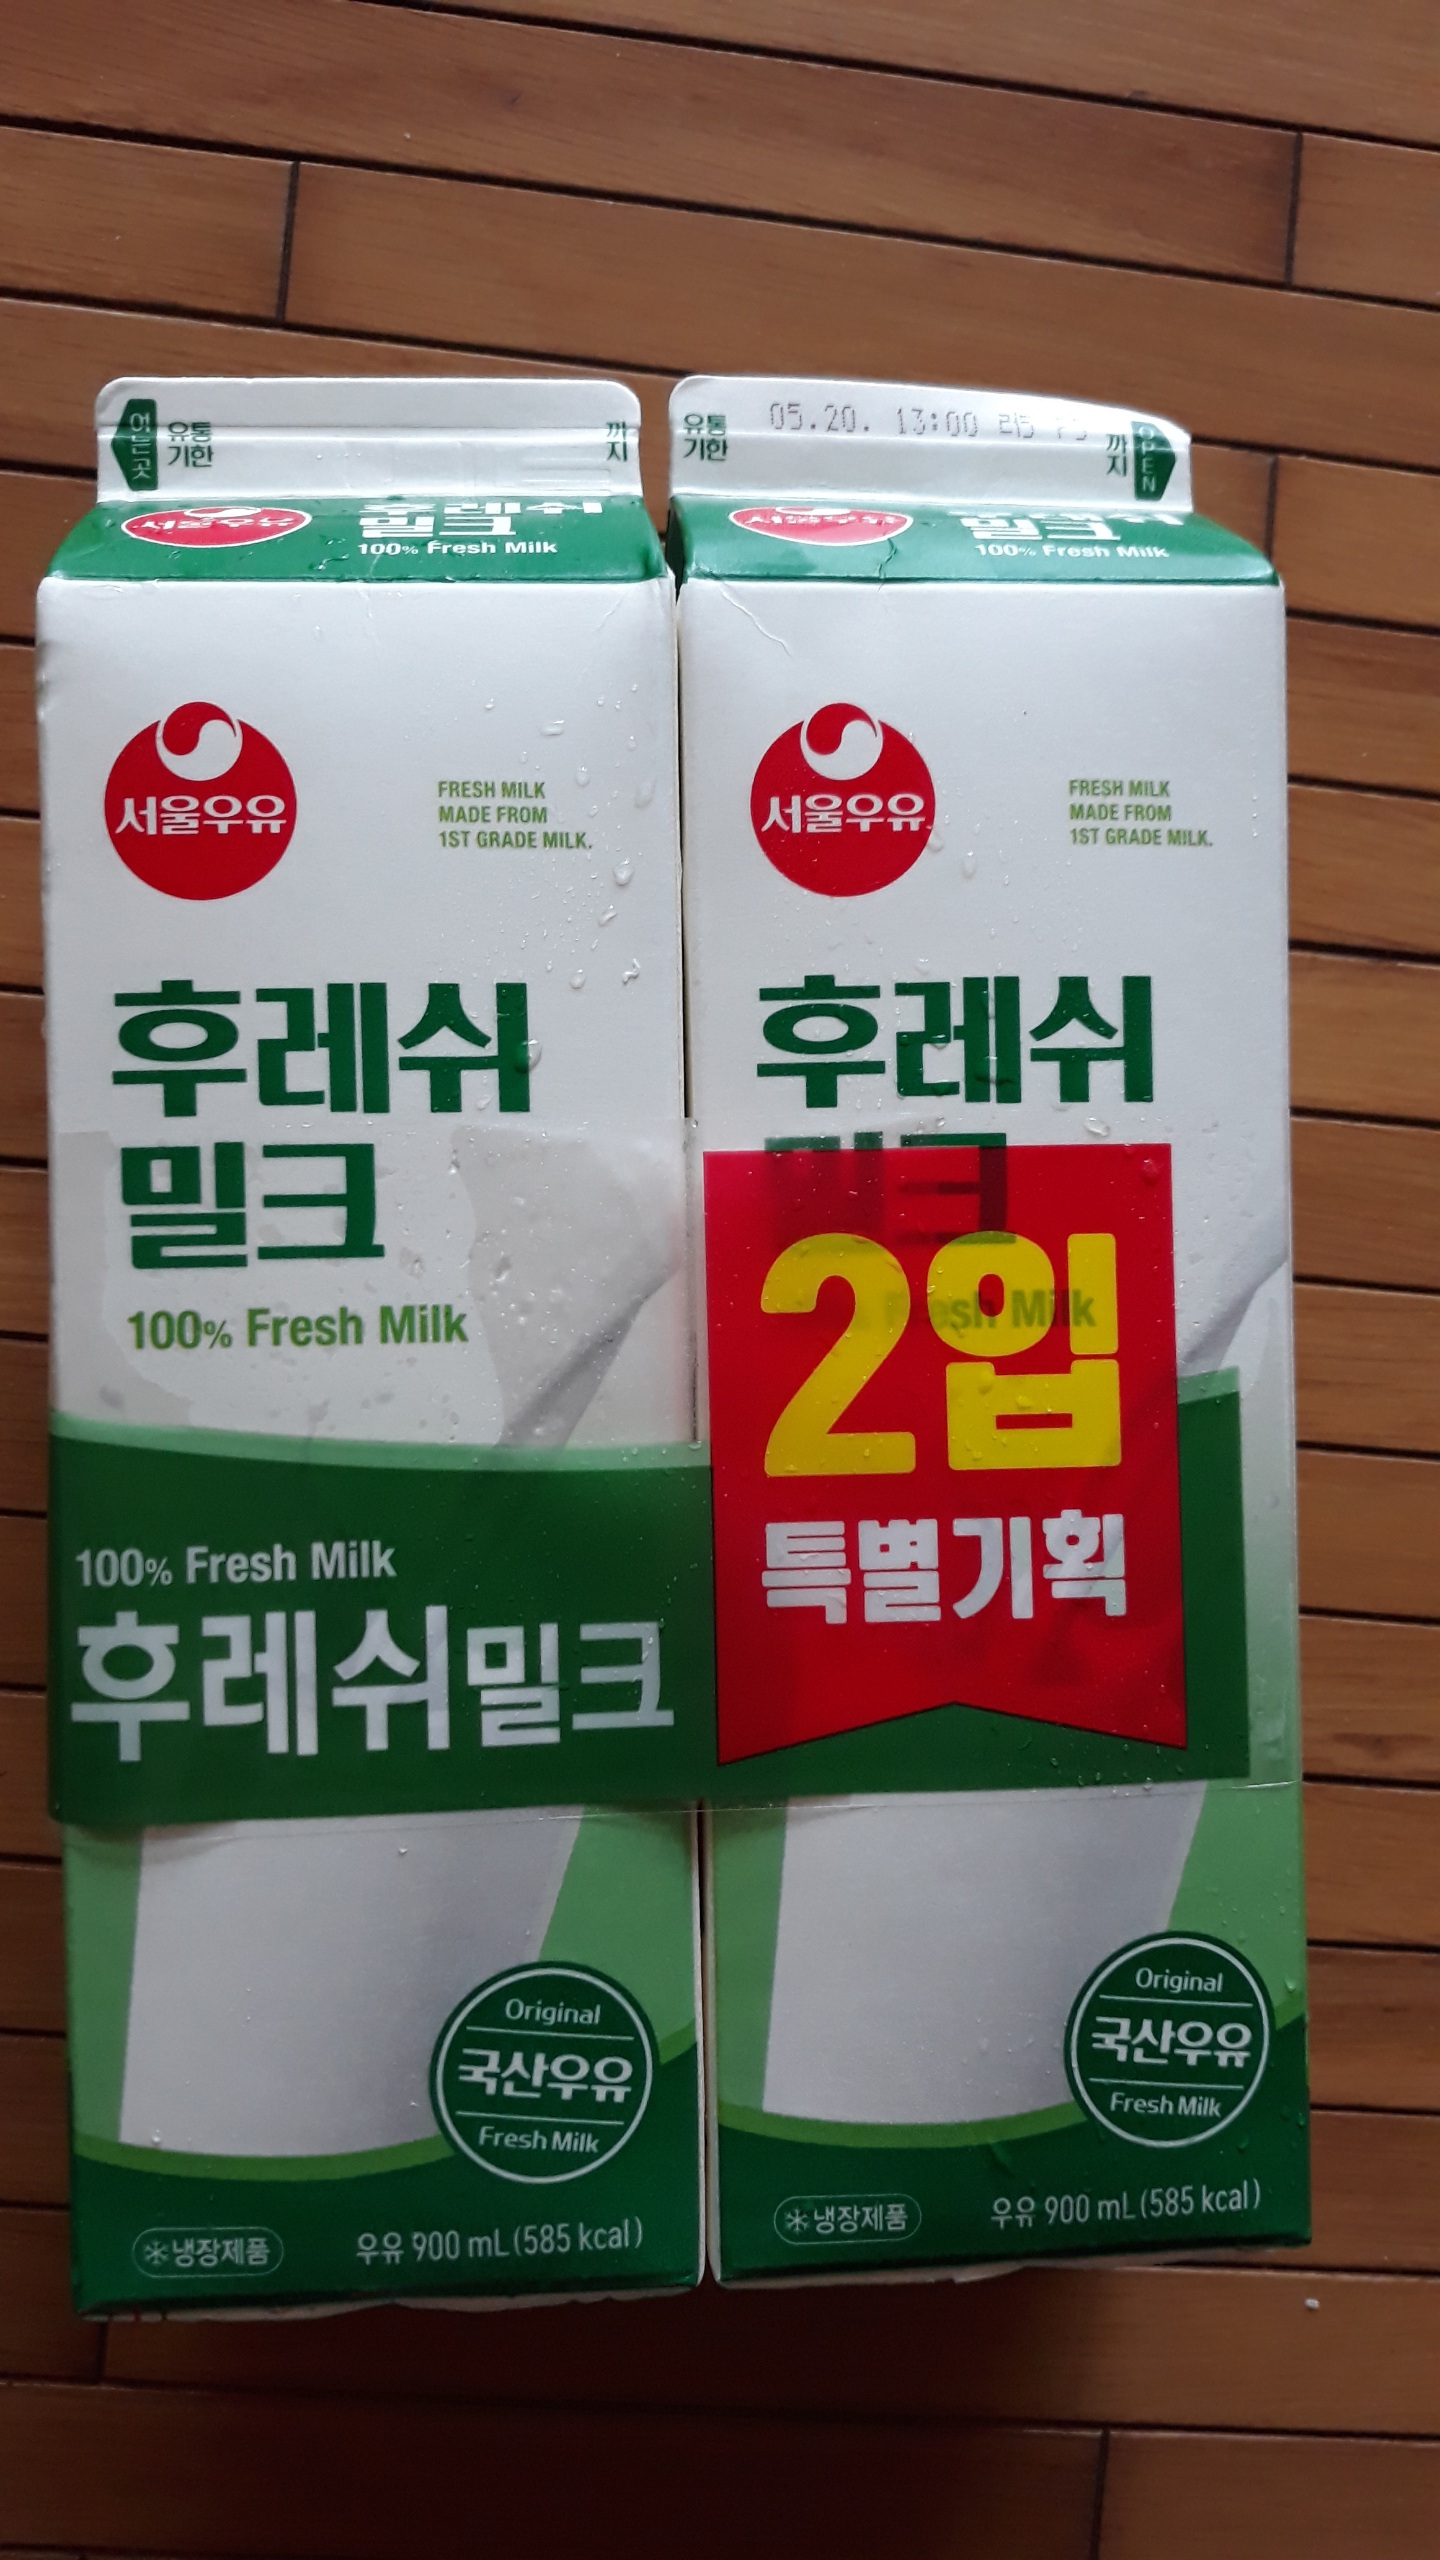 여는곳
유통
기한
까
지
서울우유
후레쉬
밀크
100% Fresh Milk
서울우유
FRESH MILK
MADE FROM
1ST GRADE MILK.
후레쉬
밀크
100% Fresh Milk
100% Fresh Milk
후레쉬밀크
Original
국산우유
Fresh Milk
냉장제품
우유 900 mL (585 kcal)
유통
기한
05.20. 13:00
까
지
OPEN
서울우유
밀크
100% Fresh Milk
서울우유
FRESH MILK
MADE FROM
1ST GRADE MILK.
후레쉬
밀크
Fresh Milk
2입
특별기획
Original
국산우유
Fresh Milk
냉장제품
우유 900 mL (585 kcal)